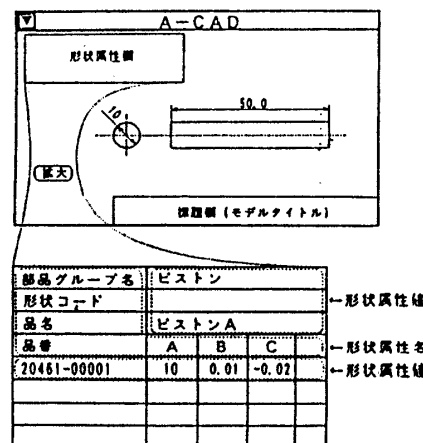 A-CAD
形状属性欄
10
50.0
拡大
標題欄 (モデルタイトル)
部品グループ名 ピストン
形状コード ←形状属性値
品名 ピストンA
品番 A B C ←形状属性名
20461-00001 10 0.01 -0.02 ←形状属性値